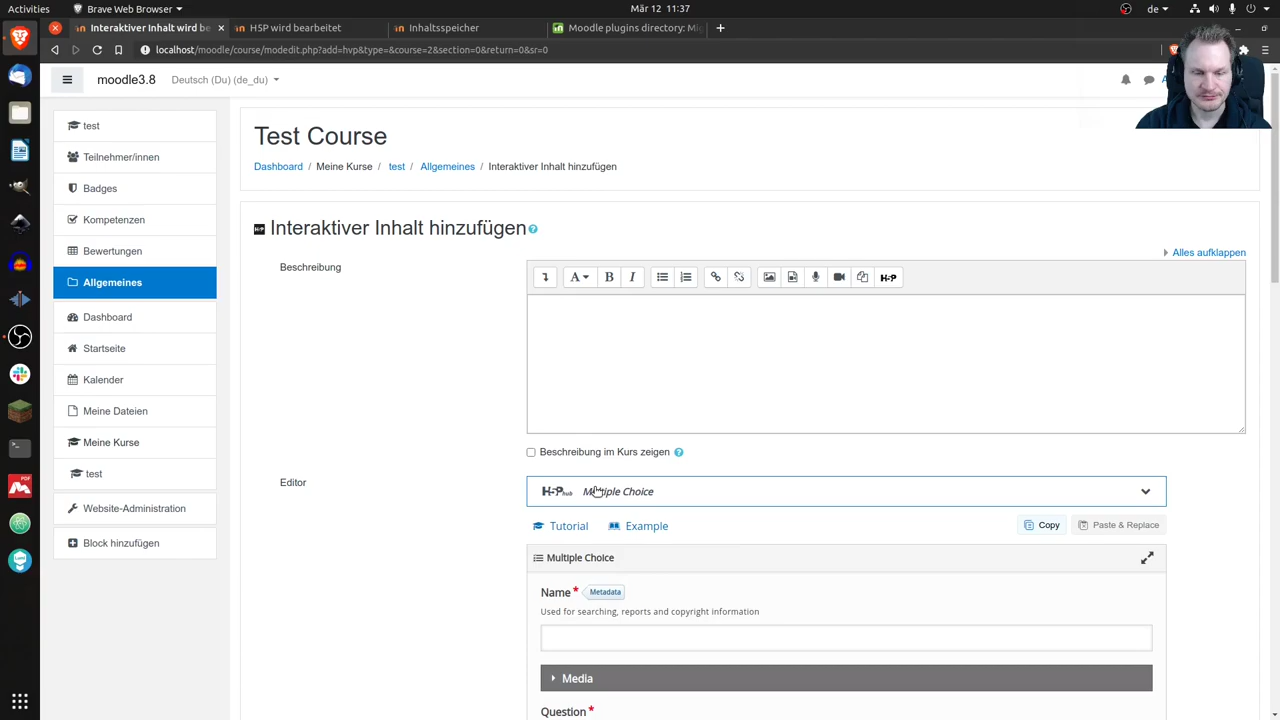 Activities
Brave Web Browser
Mär 12 11:37
de
Interaktiver Inhalt wird be
H5P wird bearbeitet
Inhaltsspeicher
Moodle plugins directory: Mi
localhost/moodle/course/modedit.php?add=hvp&type=&course=2&section=0&return=0&sr=0
moodle3.8
Deutsch (Du) (de_du)
test
Teilnehmer/innen
Badges
Kompetenzen
Bewertungen
Allgemeines
Dashboard
Startseite
Kalender
Meine Dateien
Meine Kurse
test
Website-Administration
Block hinzufügen
Test Course
Dashboard / Meine Kurse / test / Allgemeines / Interaktiver Inhalt hinzufügen
H-P Interaktiver Inhalt hinzufügen
Alles aufklappen
Beschreibung
A B I H-P
Beschreibung im Kurs zeigen
Editor
H-P hub Multiple Choice
Tutorial Example
Copy Paste & Replace
Multiple Choice
Name* Metadata
Used for searching, reports and copyright information
Media
Question*